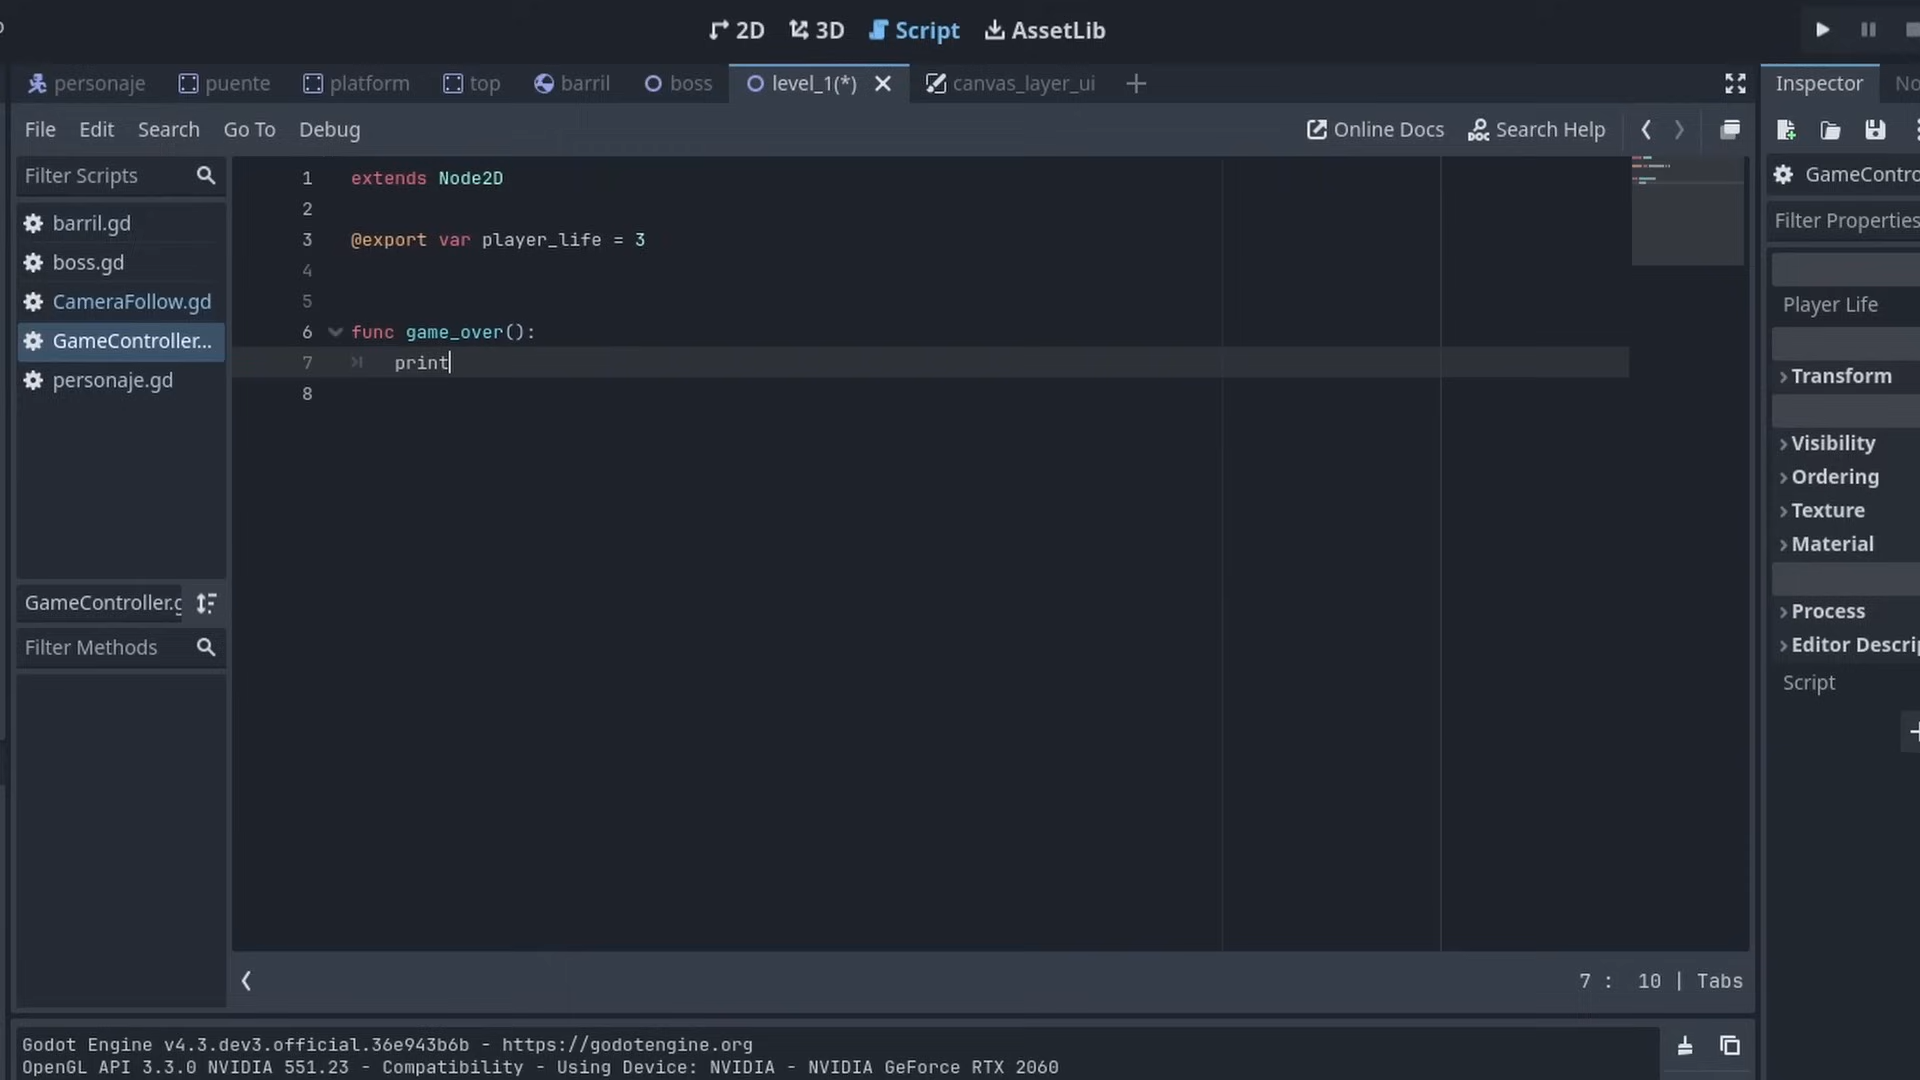 2D 3D Script AssetLib
personaje puente platform top barril boss level_1(*) canvas_layer_ui
Inspector
File Edit Search Go To Debug Online Docs Search Help
Filter Scripts
barril.gd
boss.gd
CameraFollow.gd
GameController...
personaje.gd
GameController.g
Filter Methods
1 extends Node2D
2
3 @export var player_life = 3
4
5
6 func game_over():
7 print
8
7 : 10 | Tabs
GameContro
Filter Properties
Player Life
Transform
Visibility
Ordering
Texture
Material
Process
Editor Descrip
Script
Godot Engine v4.3.dev3.official.36e943b6b - https://godotengine.org
OpenGL API 3.3.0 NVIDIA 551.23 - Compatibility - Using Device: NVIDIA - NVIDIA GeForce RTX 2060